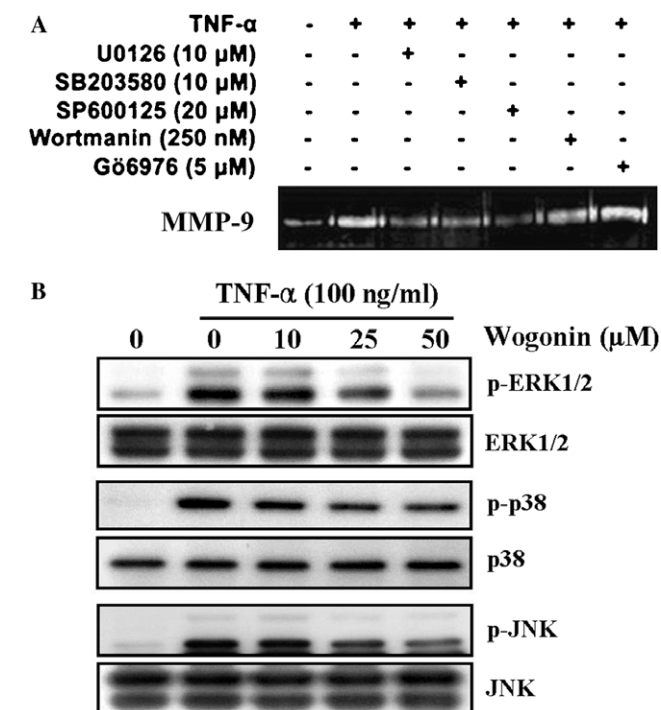 A
TNF-α - + + + + + +
U0126 (10 µM) - - + - - - -
SB203580 (10 µM) - - - + - - -
SP600125 (20 µM) - - - - + - -
Wortmanin (250 nM) - - - - - + -
Gö6976 (5 µM) - - - - - - +
MMP-9
B
TNF-α (100 ng/ml)
0 0 10 25 50 Wogonin (µM)
p-ERK1/2
ERK1/2
p-p38
p38
p-JNK
JNK